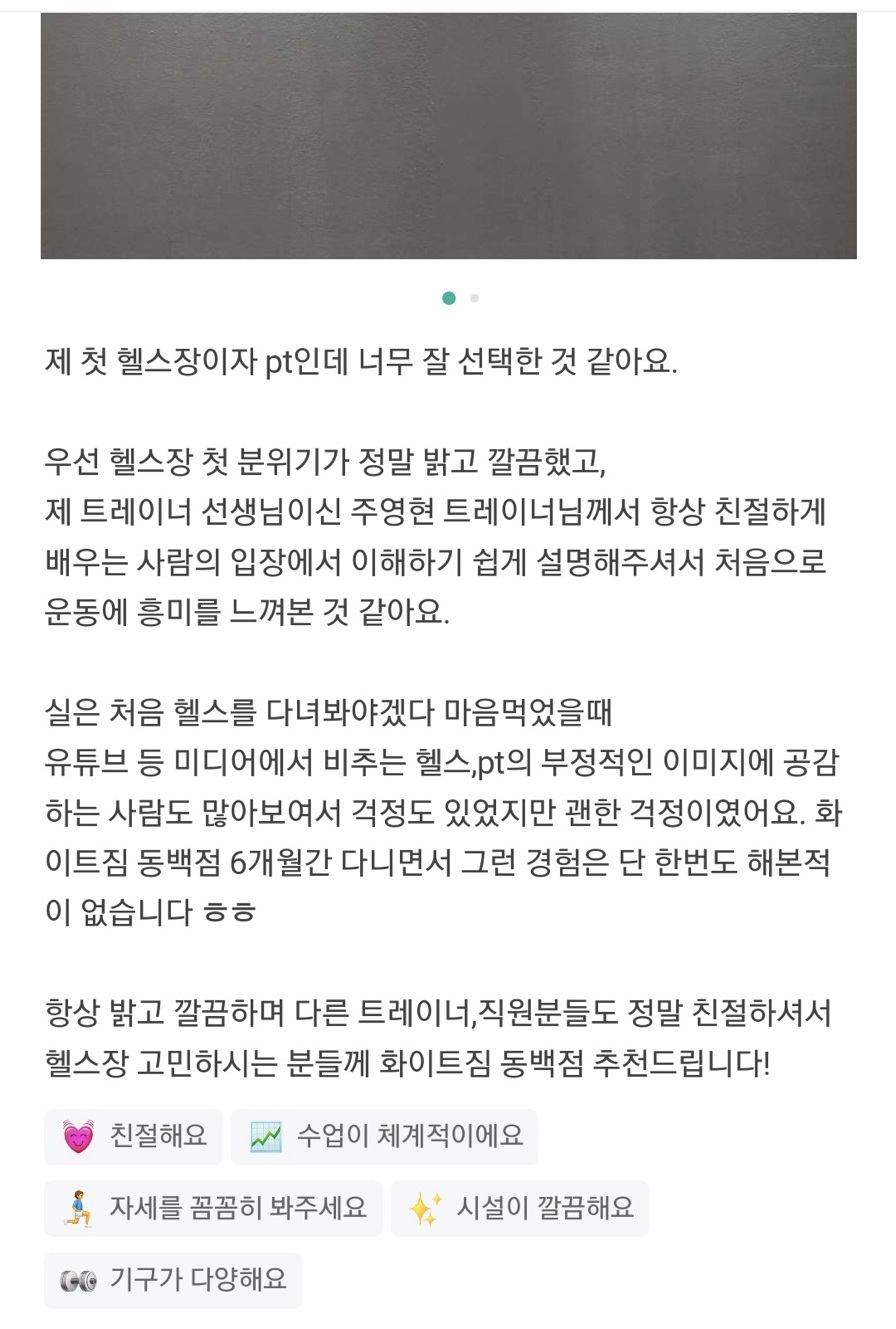 제 첫 헬스장이자 pt인데 너무 잘 선택한 것 같아요.
우선 헬스장 첫 분위기가 정말 밝고 깔끔했고,
제 트레이너 선생님이신 주영현 트레이너님께서 항상 친절하게
배우는 사람의 입장에서 이해하기 쉽게 설명해주셔서 처음으로
운동에 흥미를 느껴본 것 같아요.
실은 처음 헬스를 다녀봐야겠다 마음먹었을때
유튜브 등 미디어에서 비추는 헬스,pt의 부정적인 이미지에 공감
하는 사람도 많아보여서 걱정도 있었지만 괜한 걱정이였어요. 화
이트짐 동백점 6개월간 다니면서 그런 경험은 단 한번도 해본적
이 없습니다 ㅎㅎ
항상 밝고 깔끔하며 다른 트레이너,직원분들도 정말 친절하셔서
헬스장 고민하시는 분들께 화이트짐 동백점 추천드립니다!
친절해요
수업이 체계적이에요
자세를 꼼꼼히 봐주세요
시설이 깔끔해요
기구가 다양해요